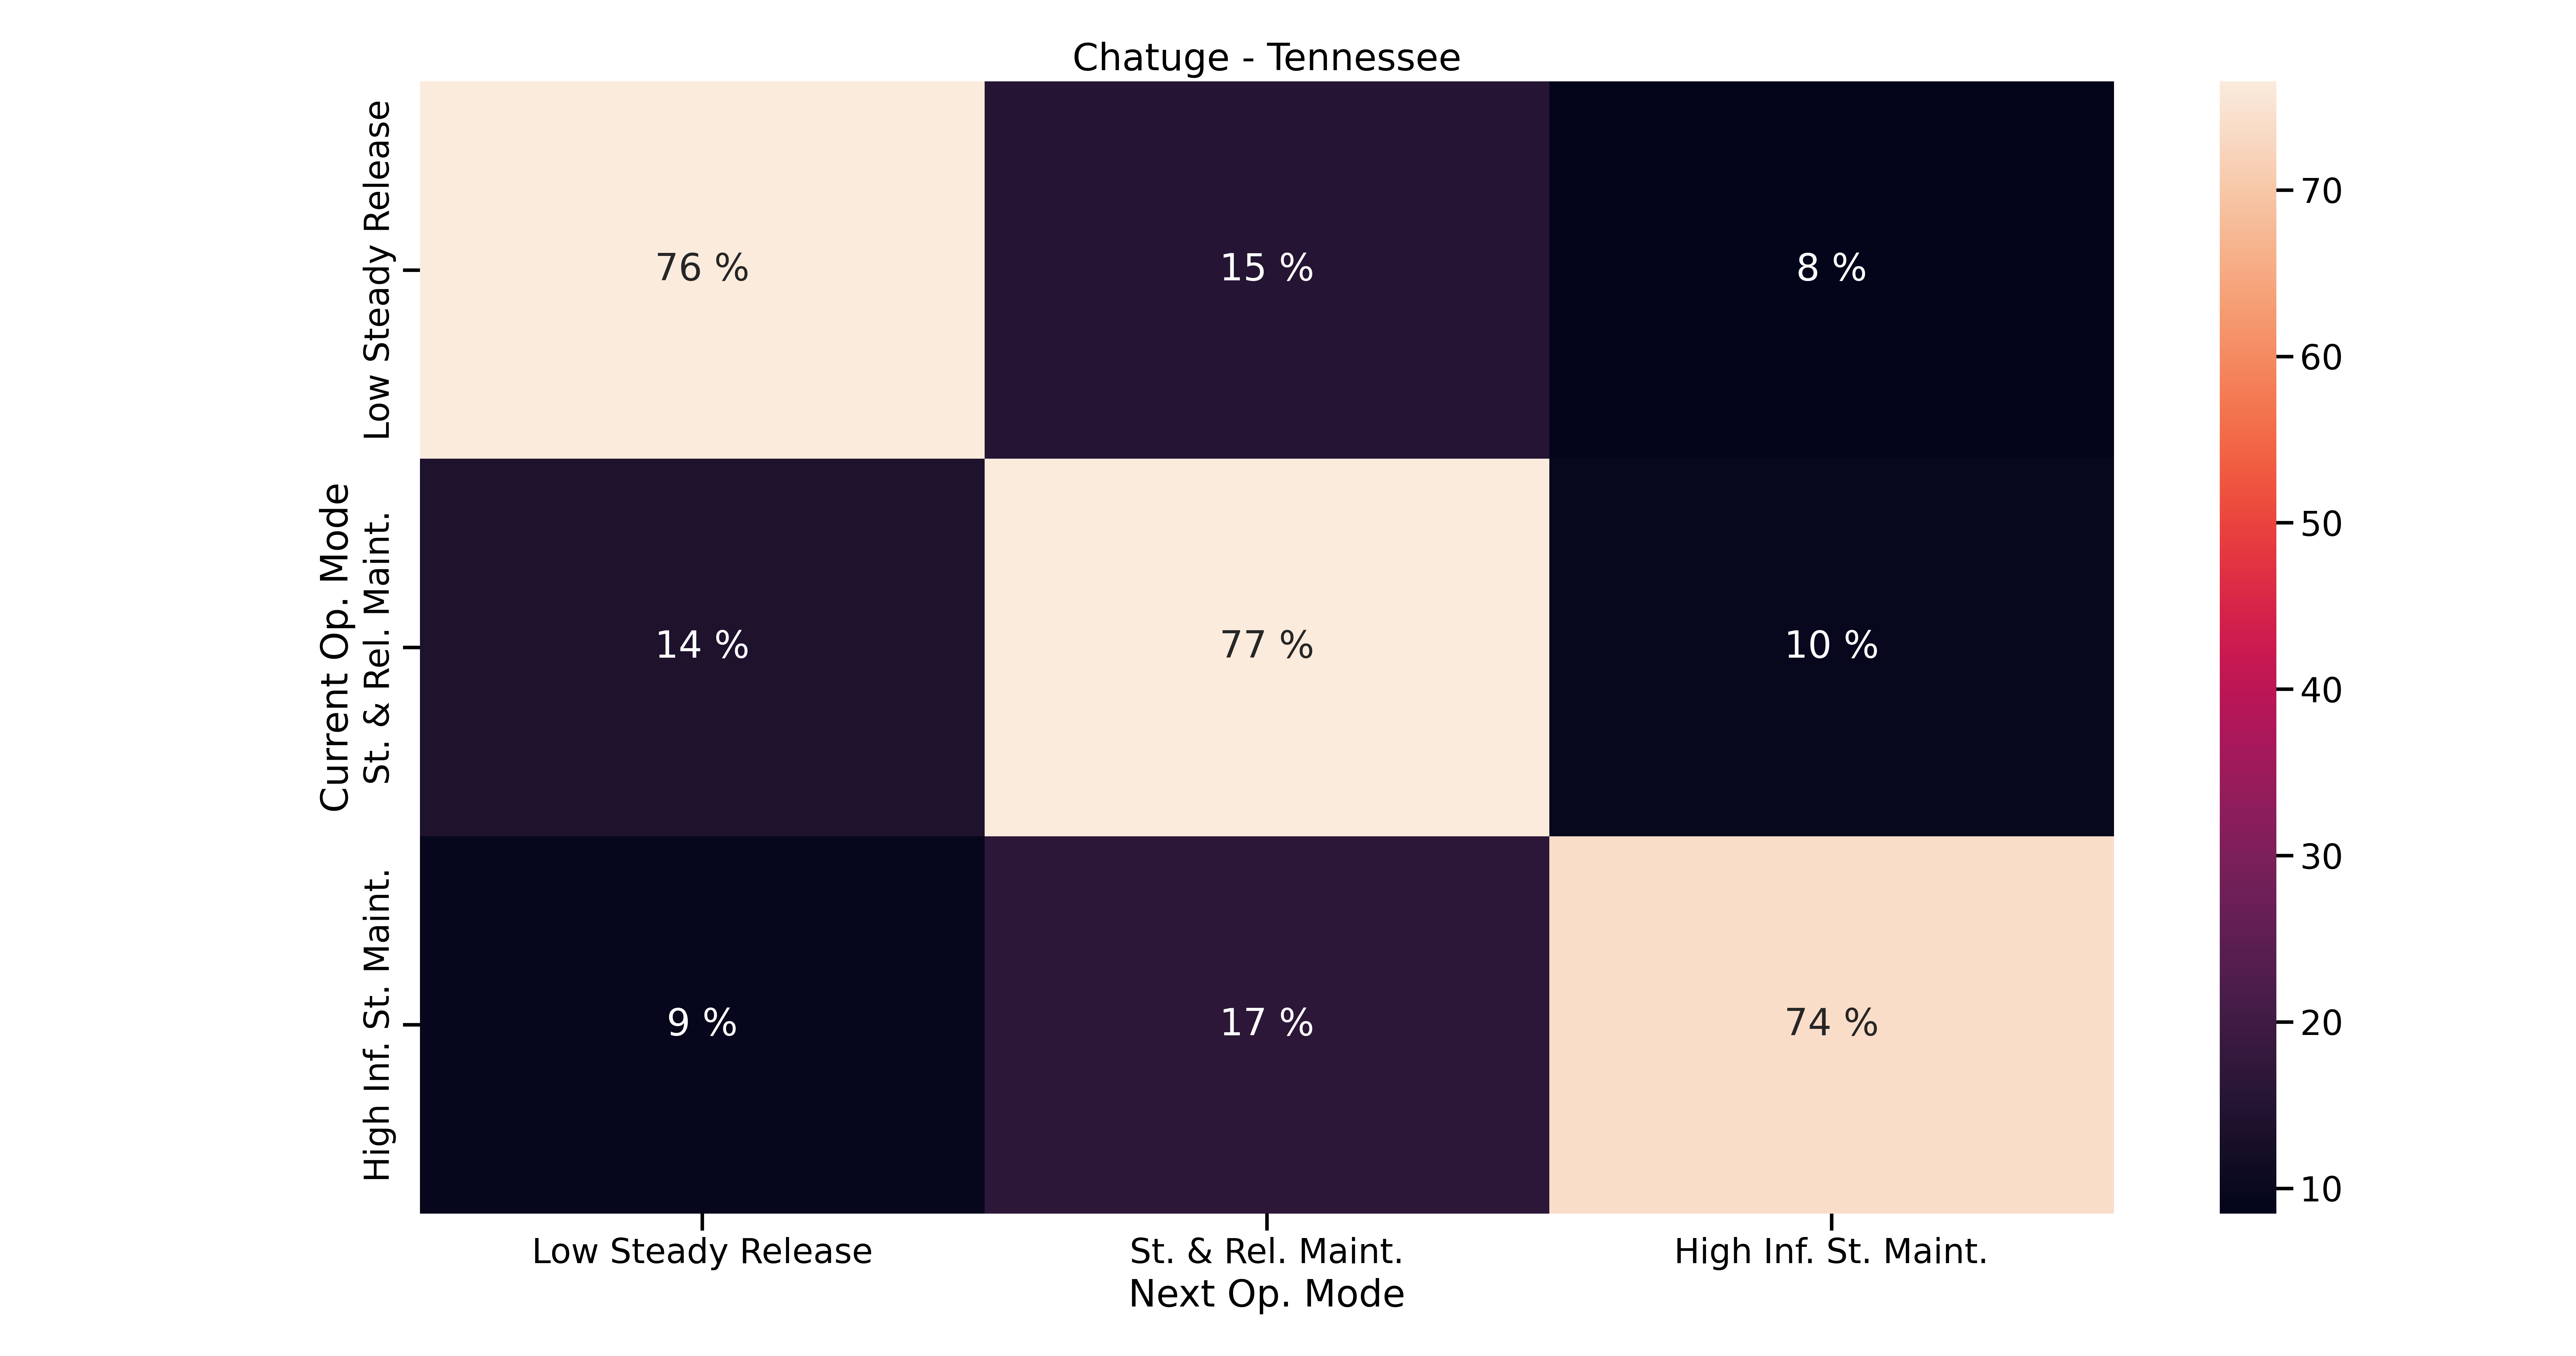 Chatuge - Tennessee
Current Op. Mode
Low Steady Release
76 %
15 %
8 %
St. & Rel. Maint.
14 %
77 %
10 %
High Inf. St. Maint.
9 %
17 %
74 %
Low Steady Release
St. & Rel. Maint.
High Inf. St. Maint.
Next Op. Mode
70
60
50
40
30
20
10